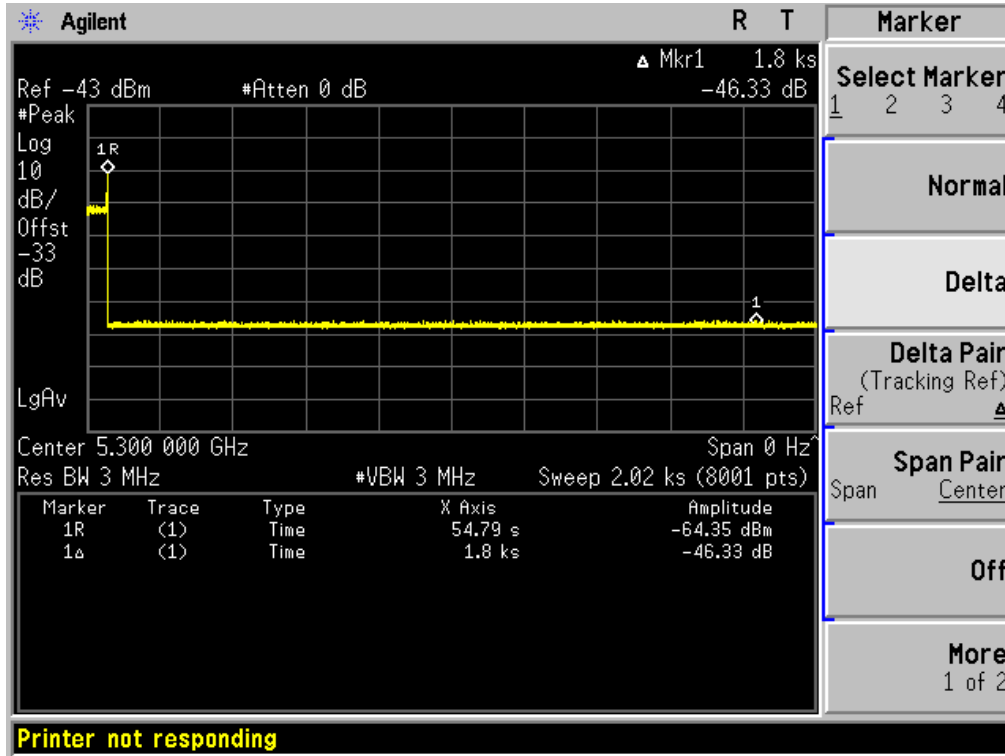 Agilent R T
Marker
△ Mkr1 1.8 ks
Ref -43 dBm #Atten 0 dB -46.33 dB
#Peak
Log
10
dB/
Offst
-33
dB
1R
1
LgAv
Center 5.300 000 GHz Span 0 Hz^
Res BW 3 MHz #VBW 3 MHz Sweep 2.02 ks (8001 pts)
Marker Trace Type X Axis Amplitude
1R (1) Time 54.79 s -64.35 dBm
1△ (1) Time 1.8 ks -46.33 dB
Select Marker
1 2 3 4
Normal
Delta
Delta Pair
(Tracking Ref)
Ref △
Span Pair
Span Center
Off
More
1 of 2
Printer not responding